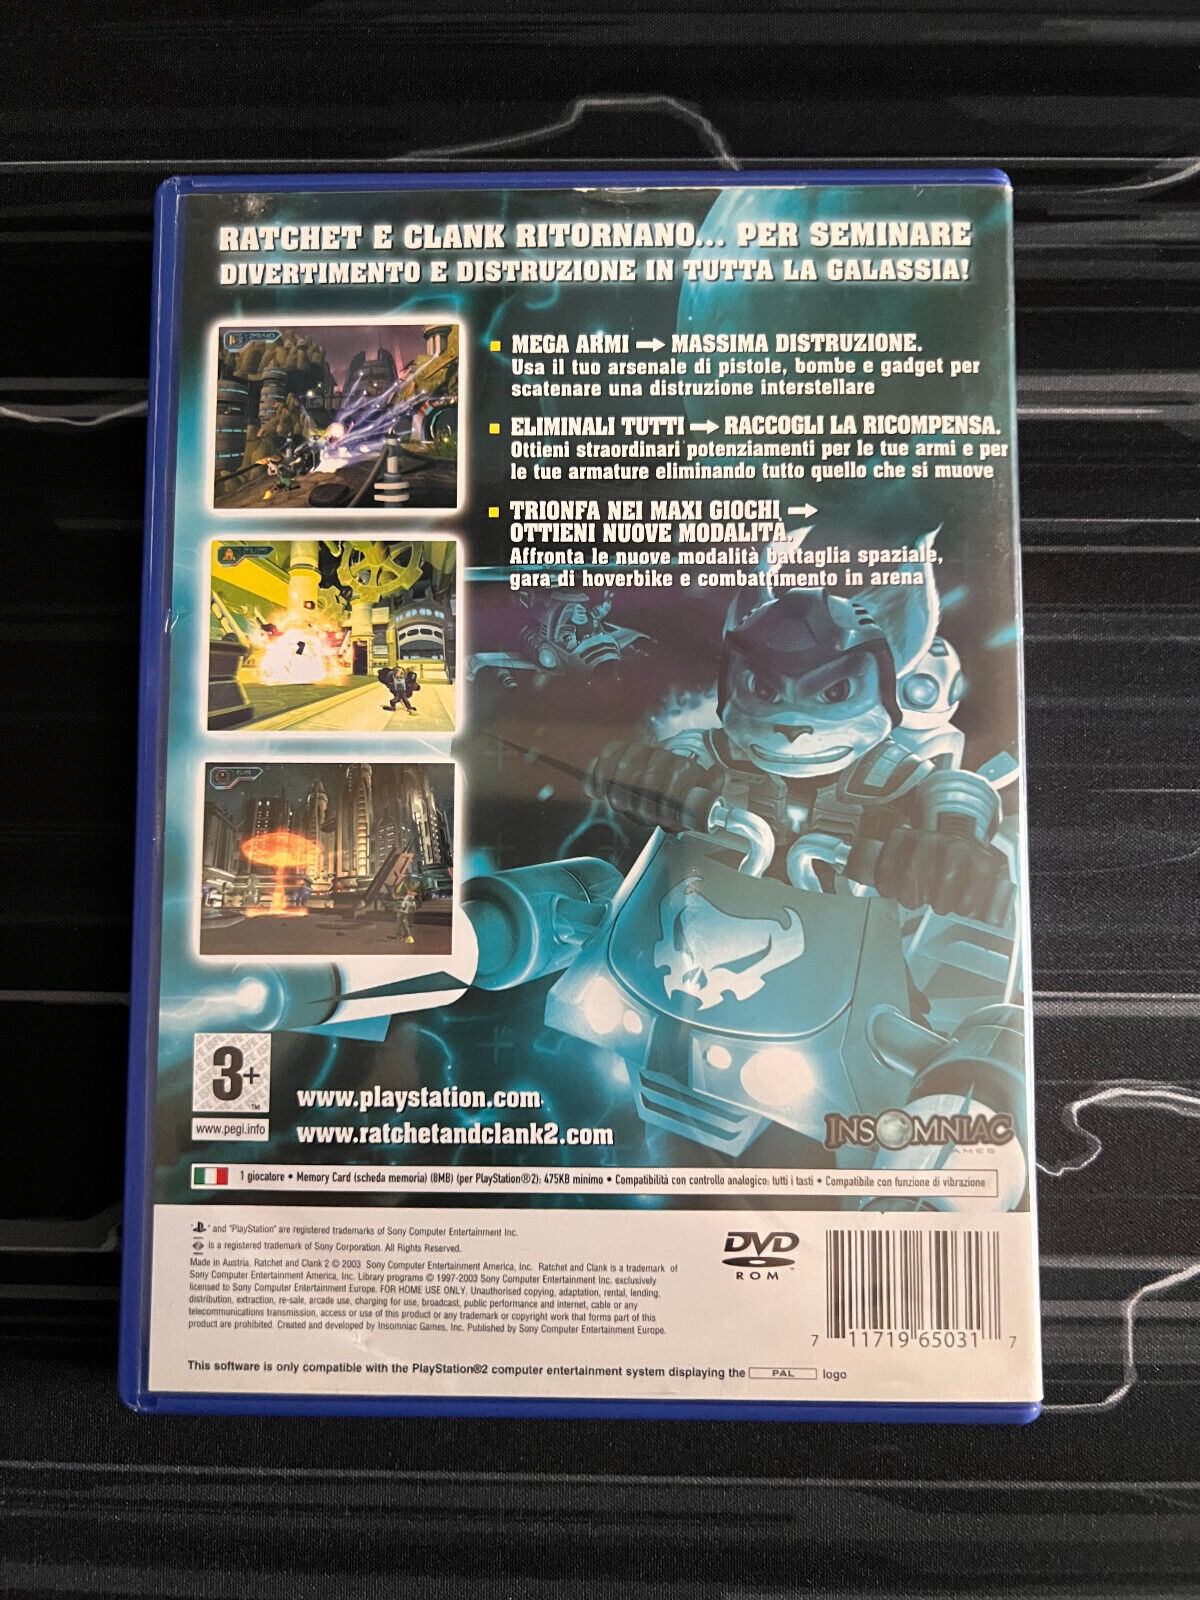 RATCHET E CLANK RITORNANO... PER SEMINARE
DIVERTIMENTO E DISTRUZIONE IN TUTTA LA GALASSIA!
MEGA ARMI → MASSIMA DISTRUZIONE.
Usa il tuo arsenale di pistole, bombe e gadget per
scatenare una distruzione interstellare
ELIMINALI TUTTI → RACCOGLI LA RICOMPENSA.
Ottieni straordinari potenziamenti per le tue armi e per
le tue armature eliminando tutto quello che si muove
TRIONFA NEI MAXI GIOCHI →
OTTIENI NUOVE MODALITÀ.
Affronta le nuove modalità battaglia spaziale,
gara di hoverbike e combattimento in arena
3+
TM
www.pegi.info
www.playstation.com
www.ratchetandclank2.com
INSOMNIAC
GAMES
1 giocatore • Memory Card (scheda memoria) (8MB) (per PlayStation®2): 475KB minimo • Compatibilità con controllo analogico: tutti i tasti • Compatibile con funzione di vibrazione
" " and "PlayStation" are registered trademarks of Sony Computer Entertainment Inc.
is a registered trademark of Sony Corporation. All Rights Reserved.
Made in Austria. Ratchet and Clank 2 © 2003 Sony Computer Entertainment America, Inc. Ratchet and Clank is a trademark of
Sony Computer Entertainment America, Inc. Library programs © 1997-2003 Sony Computer Entertainment Inc. exclusively
licensed to Sony Computer Entertainment Europe. FOR HOME USE ONLY. Unauthorised copying, adaptation, rental, lending,
distribution, extraction, re-sale, arcade use, charging for use, broadcast, public performance and internet, cable or any
telecommunications transmission, access or use of this product or any trademark or copyright work that forms part of this
product are prohibited. Created and developed by Insomniac Games, Inc. Published by Sony Computer Entertainment Europe.
DVD
ROM
7 11719 65031 7
This software is only compatible with the PlayStation®2 computer entertainment system displaying the PAL logo